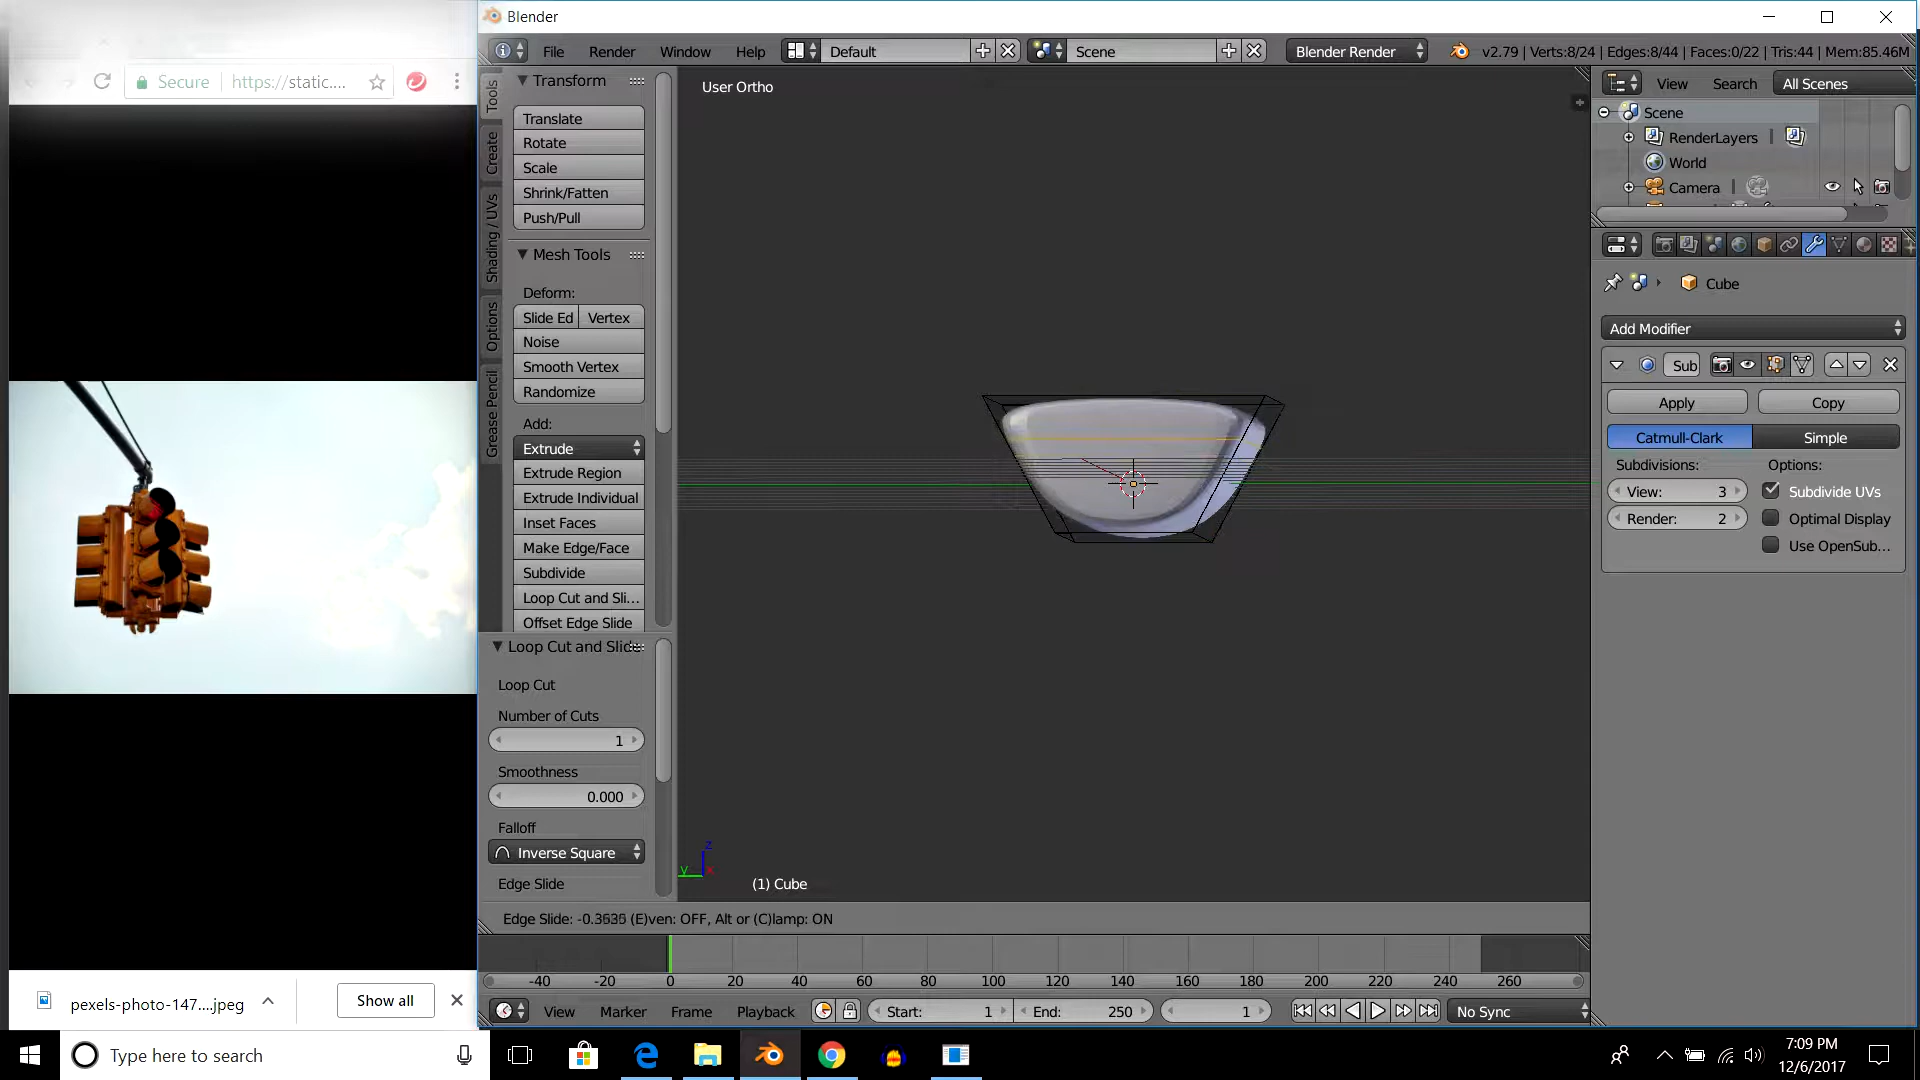 Blender
Secure
https://static....
File
Render
Window
Help
Default
Scene
Blender Render
v2.79 | Verts:8/24 | Edges:8/44 | Faces:0/22 | Tris:44 | Mem:85.46M
Tools
Create
Shading / UVs
Options
Grease Pencil
Transform
Translate
Rotate
Scale
Shrink/Fatten
Push/Pull
Mesh Tools
Deform:
Slide Ed
Vertex
Noise
Smooth Vertex
Randomize
Add:
Extrude
Extrude Region
Extrude Individual
Inset Faces
Make Edge/Face
Subdivide
Loop Cut and Sli...
Offset Edge Slide
Loop Cut and Slide
Loop Cut
Number of Cuts
1
Smoothness
0.000
Falloff
Inverse Square
Edge Slide
User Ortho
z
y
x
(1) Cube
Edge Slide: -0.3635 (E)ven: OFF, Alt or (C)lamp: ON
View
Search
All Scenes
Scene
RenderLayers
World
Camera
Cube
Add Modifier
Sub
Apply
Copy
Catmull-Clark
Simple
Subdivisions:
Options:
View: 3
Subdivide UVs
Render: 2
Optimal Display
Use OpenSub...
-40 -20 0 20 40 60 80 100 120 140 160 180 200 220 240 260
View
Marker
Frame
Playback
Start: 1
End: 250
1
No Sync
pexels-photo-147....jpeg
Show all
Type here to search
7:09 PM
12/6/2017